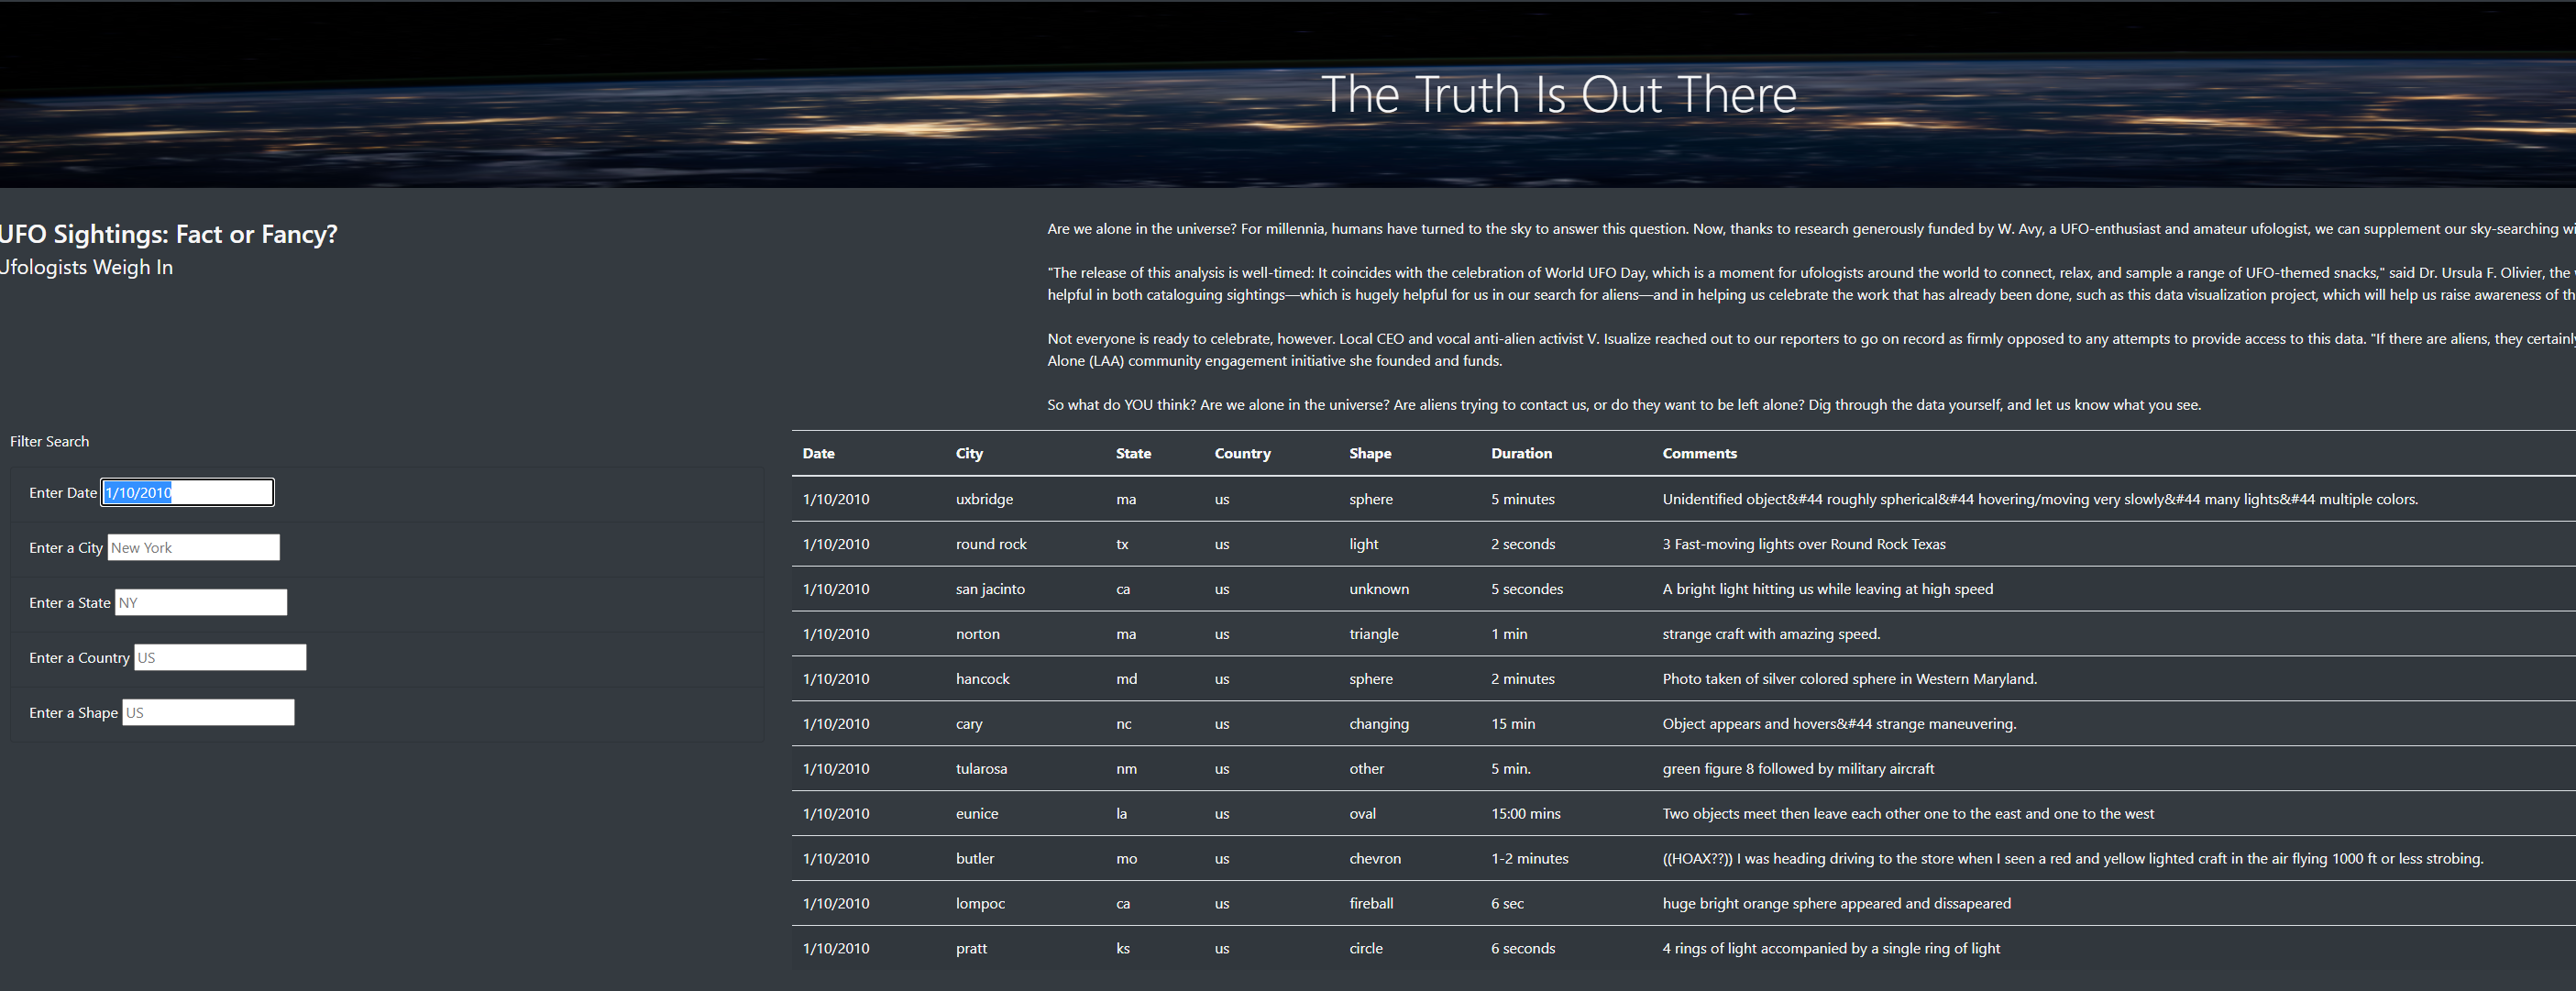 The Truth Is Out There
UFO Sightings: Fact or Fancy?
Ufologists Weigh In
Are we alone in the universe? For millennia, humans have turned to the sky to answer this question. Now, thanks to research generously funded by W. Avy, a UFO-enthusiast and amateur ufologist, we can supplement our sky-searching
"The release of this analysis is well-timed: It coincides with the celebration of World UFO Day, which is a moment for ufologists around the world to connect, relax, and sample a range of UFO-themed snacks," said Dr. Ursula F. Olivier, the
helpful in both cataloguing sightings—which is hugely helpful for us in our search for aliens—and in helping us celebrate the work that has already been done, such as this data visualization project, which will help us raise awareness of
Not everyone is ready to celebrate, however. Local CEO and vocal anti-alien activist V. Isualize reached out to our reporters to go on record as firmly opposed to any attempts to provide access to this data. "If there are aliens, they certainly
Alone (LAA) community engagement initiative she founded and funds.
So what do YOU think? Are we alone in the universe? Are aliens trying to contact us, or do they want to be left alone? Dig through the data yourself, and let us know what you see.
Filter Search
Enter Date 1/10/2010
Enter a City New York
Enter a State NY
Enter a Country US
Enter a Shape US
Date City State Country Shape Duration Comments
1/10/2010 uxbridge ma us sphere 5 minutes Unidentified object&#44 roughly spherical&#44 hovering/moving very slowly&#44 many lights&#44 multiple colors.
1/10/2010 round rock tx us light 2 seconds 3 Fast-moving lights over Round Rock Texas
1/10/2010 san jacinto ca us unknown 5 secondes A bright light hitting us while leaving at high speed
1/10/2010 norton ma us triangle 1 min strange craft with amazing speed.
1/10/2010 hancock md us sphere 2 minutes Photo taken of silver colored sphere in Western Maryland.
1/10/2010 cary nc us changing 15 min Object appears and hovers&#44 strange maneuvering.
1/10/2010 tularosa nm us other 5 min. green figure 8 followed by military aircraft
1/10/2010 eunice la us oval 15:00 mins Two objects meet then leave each other one to the east and one to the west
1/10/2010 butler mo us chevron 1-2 minutes ((HOAX??)) I was heading driving to the store when I seen a red and yellow lighted craft in the air flying 1000 ft or less strobing.
1/10/2010 lompoc ca us fireball 6 sec huge bright orange sphere appeared and dissapeared
1/10/2010 pratt ks us circle 6 seconds 4 rings of light accompanied by a single ring of light